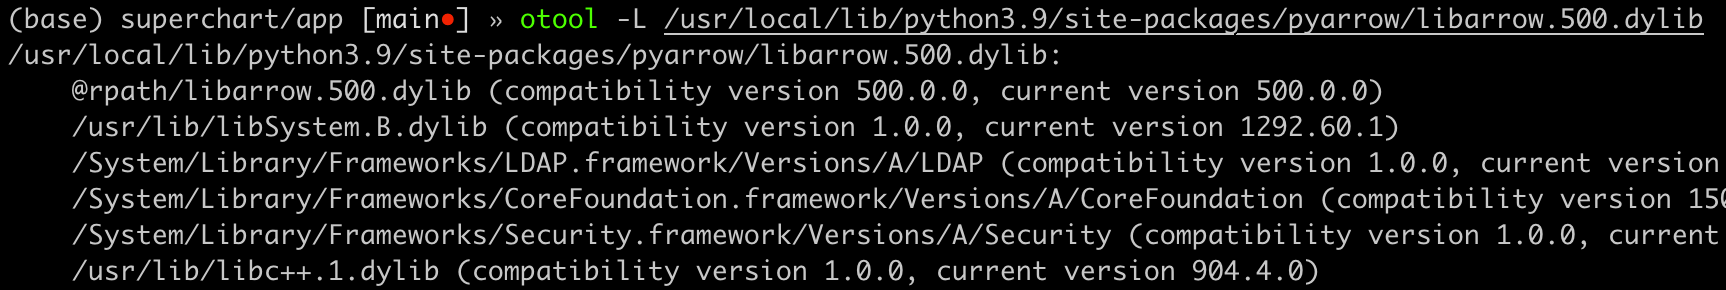 (base) superchart/app [main●] » otool -L /usr/local/lib/python3.9/site-packages/pyarrow/libarrow.500.dylib
/usr/local/lib/python3.9/site-packages/pyarrow/libarrow.500.dylib:
@rpath/libarrow.500.dylib (compatibility version 500.0.0, current version 500.0.0)
/usr/lib/libSystem.B.dylib (compatibility version 1.0.0, current version 1292.60.1)
/System/Library/Frameworks/LDAP.framework/Versions/A/LDAP (compatibility version 1.0.0, current version
/System/Library/Frameworks/CoreFoundation.framework/Versions/A/CoreFoundation (compatibility version 150
/System/Library/Frameworks/Security.framework/Versions/A/Security (compatibility version 1.0.0, current
/usr/lib/libc++.1.dylib (compatibility version 1.0.0, current version 904.4.0)